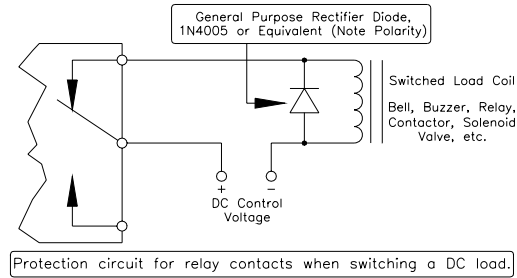 General Purpose Rectifier Diode,
1N4005 or Equivalent (Note Polarity)
Switched Load Coil
Bell, Buzzer, Relay,
Contactor, Solenoid
Valve, etc.
+ −
DC Control
Voltage
Protection circuit for relay contacts when switching a DC load.